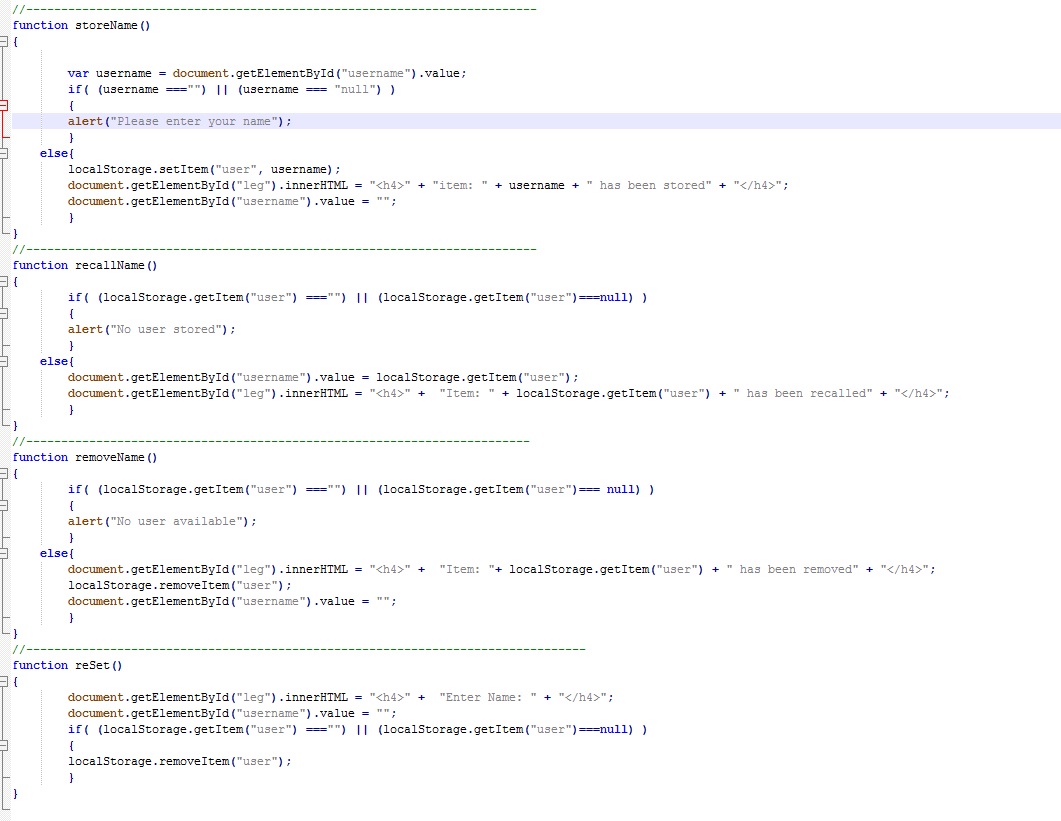 //-------------------------------------------------------------------------
function storeName()
{
var username = document.getElementById("username").value;
if( (username ==="") || (username === "null") )
{
alert("Please enter your name");
}
else{
localStorage.setItem("user", username);
document.getElementById("leg").innerHTML = "<h4>" + "item: " + username + " has been stored" + "</h4>";
document.getElementById("username").value = "";
}
}
//-------------------------------------------------------------------------
function recallName()
{
if( (localStorage.getItem("user") ==="") || (localStorage.getItem("user")===null) )
{
alert("No user stored");
}
else{
document.getElementById("username").value = localStorage.getItem("user");
document.getElementById("leg").innerHTML = "<h4>" +  "Item: " + localStorage.getItem("user") + " has been recalled" + "</h4>";
}
}
//------------------------------------------------------------------------
function removeName()
{
if( (localStorage.getItem("user") ==="") || (localStorage.getItem("user")=== null) )
{
alert("No user available");
}
else{
document.getElementById("leg").innerHTML = "<h4>" +  "Item: "+ localStorage.getItem("user") + " has been removed" + "</h4>";
localStorage.removeItem("user");
document.getElementById("username").value = "";
}
}
//--------------------------------------------------------------------------------
function reSet()
{
document.getElementById("leg").innerHTML = "<h4>" +  "Enter Name: " + "</h4>";
document.getElementById("username").value = "";
if( (localStorage.getItem("user") ==="") || (localStorage.getItem("user")===null) )
{
localStorage.removeItem("user");
}
}